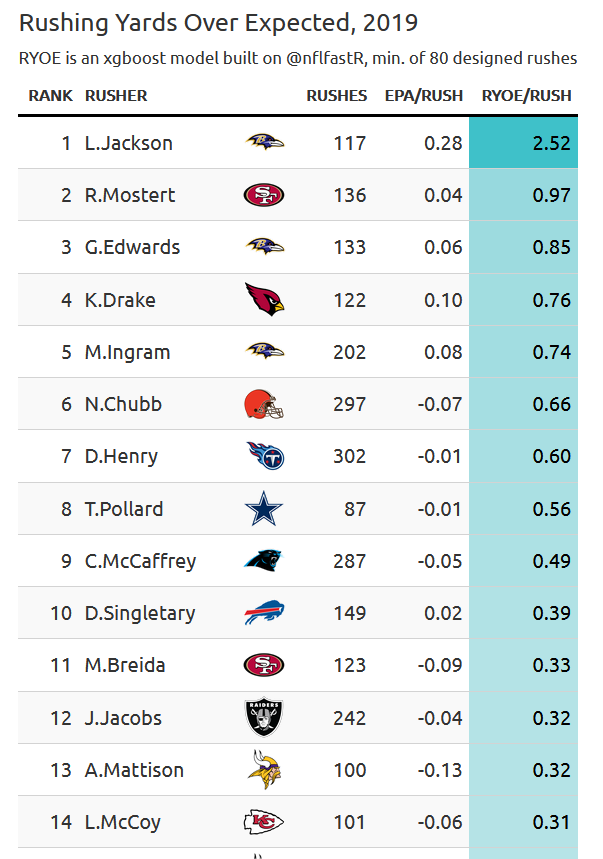 Rushing Yards Over Expected, 2019
RYOE is an xgboost model built on @nflfastR, min. of 80 designed rushes
RANK RUSHER RUSHES EPA/RUSH RYOE/RUSH
1 L.Jackson 117 0.28 2.52
2 R.Mostert 136 0.04 0.97
3 G.Edwards 133 0.06 0.85
4 K.Drake 122 0.10 0.76
5 M.Ingram 202 0.08 0.74
6 N.Chubb 297 -0.07 0.66
7 D.Henry 302 -0.01 0.60
8 T.Pollard 87 -0.01 0.56
9 C.McCaffrey 287 -0.05 0.49
10 D.Singletary 149 0.02 0.39
11 M.Breida 123 -0.09 0.33
12 J.Jacobs RAIDERS 242 -0.04 0.32
13 A.Mattison 100 -0.13 0.32
14 L.McCoy KC 101 -0.06 0.31